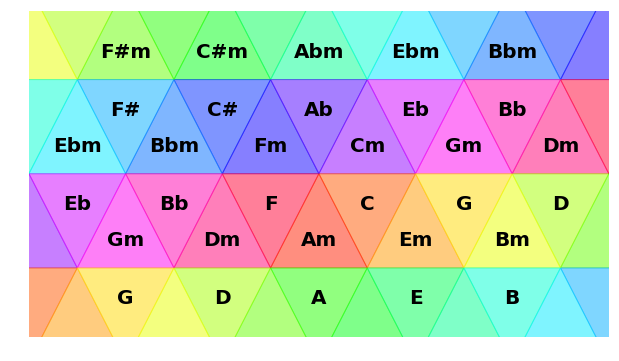 F#m C#m Abm Ebm Bbm
F# C# Ab Eb Bb
Ebm Bbm Fm Cm Gm Dm
Eb Bb F C G D
Gm Dm Am Em Bm
G D A E B